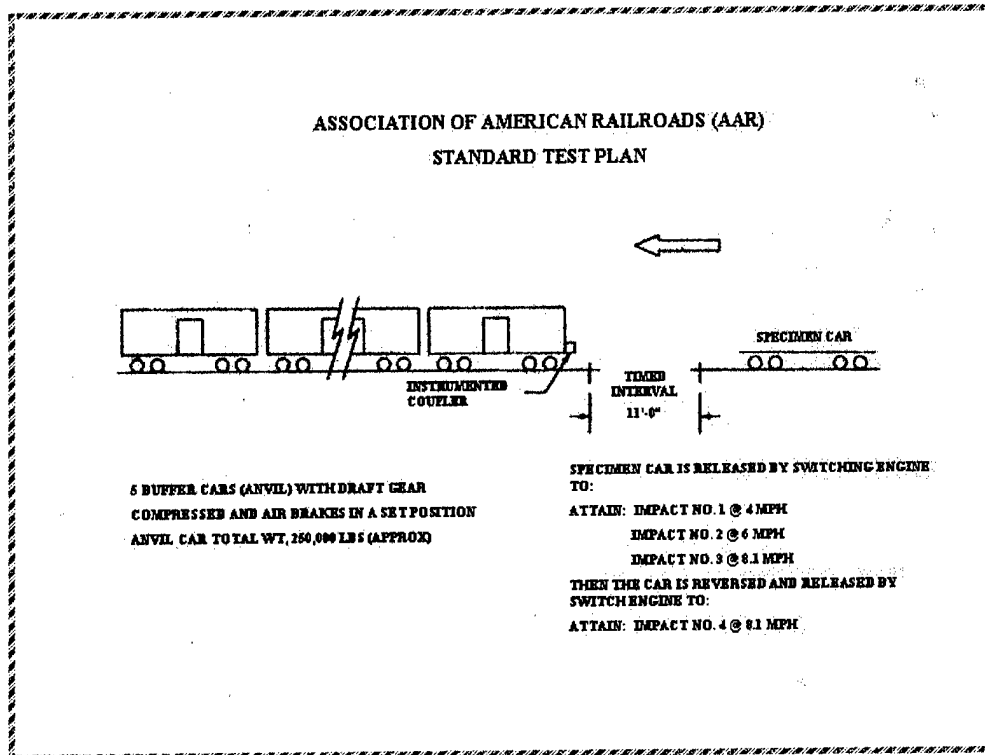 ASSOCIATION OF AMERICAN RAILROADS (AAR)
STANDARD TEST PLAN
SPECIMEN CAR
INSTRUMENTED
COUPLER
TIMED
INTERVAL
11'-0"
5 BUFFER CARS (ANVIL) WITH DRAFT GEAR
COMPRESSED AND AIR BRAKES IN A SET POSITION
ANVIL CAR TOTAL WT, 250,000 LBS (APPROX)
SPECIMEN CAR IS RELEASED BY SWITCHING ENGINE
TO:
ATTAIN: IMPACT NO. 1 @ 4 MPH
IMPACT NO. 2 @ 6 MPH
IMPACT NO. 3 @ 8.1 MPH
THEN THE CAR IS REVERSED AND RELEASED BY
SWITCH ENGINE TO:
ATTAIN: IMPACT NO. 4 @ 8.1 MPH